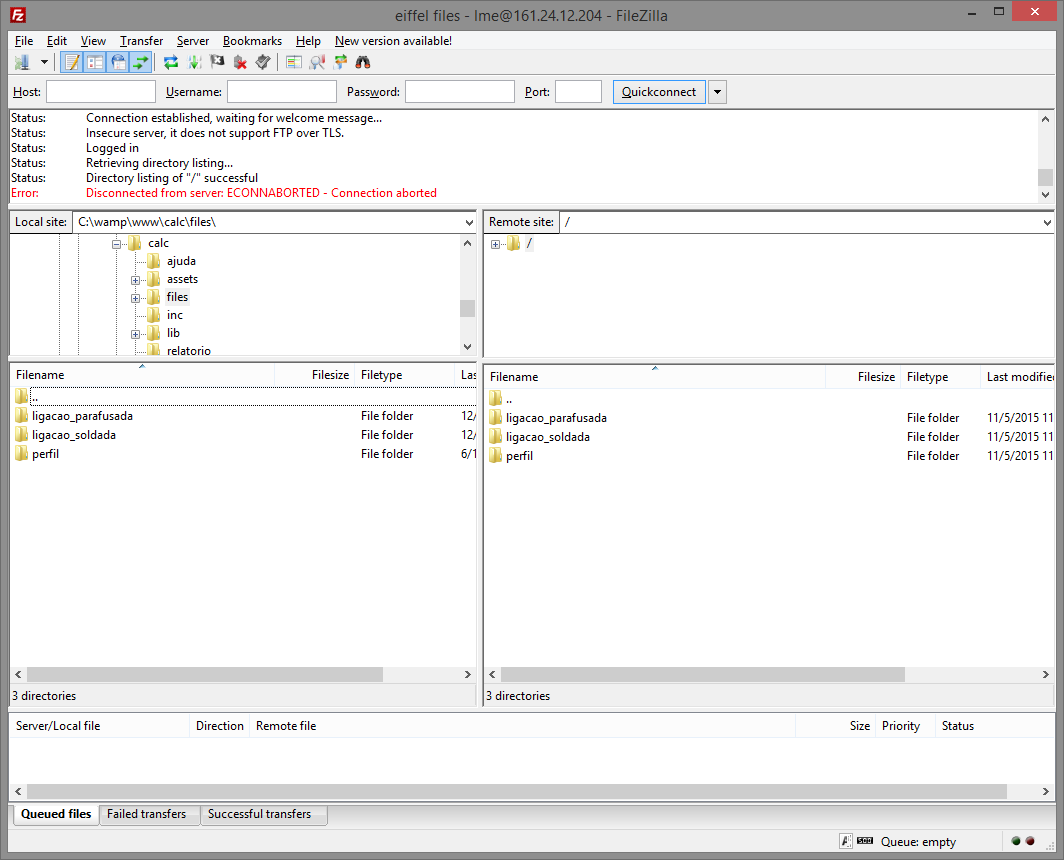 Fz
eiffel files - lme@161.24.12.204 - FileZilla
File Edit View Transfer Server Bookmarks Help New version available!
Host: Username: Password: Port: Quickconnect
Status: Connection established, waiting for welcome message...
Status: Insecure server, it does not support FTP over TLS.
Status: Logged in
Status: Retrieving directory listing...
Status: Directory listing of "/" successful
Error: Disconnected from server: ECONNABORTED - Connection aborted
Local site: C:\wamp\www\calc\files\
calc
ajuda
assets
files
inc
lib
relatorio
Filename Filesize Filetype Las
..
ligacao_parafusada File folder 12/
ligacao_soldada File folder 12/
perfil File folder 6/1
3 directories
Remote site: /
/
Filename Filesize Filetype Last modified
..
ligacao_parafusada File folder 11/5/2015 11
ligacao_soldada File folder 11/5/2015 11
perfil File folder 11/5/2015 11
3 directories
Server/Local file Direction Remote file Size Priority Status
Queued files Failed transfers Successful transfers
Queue: empty